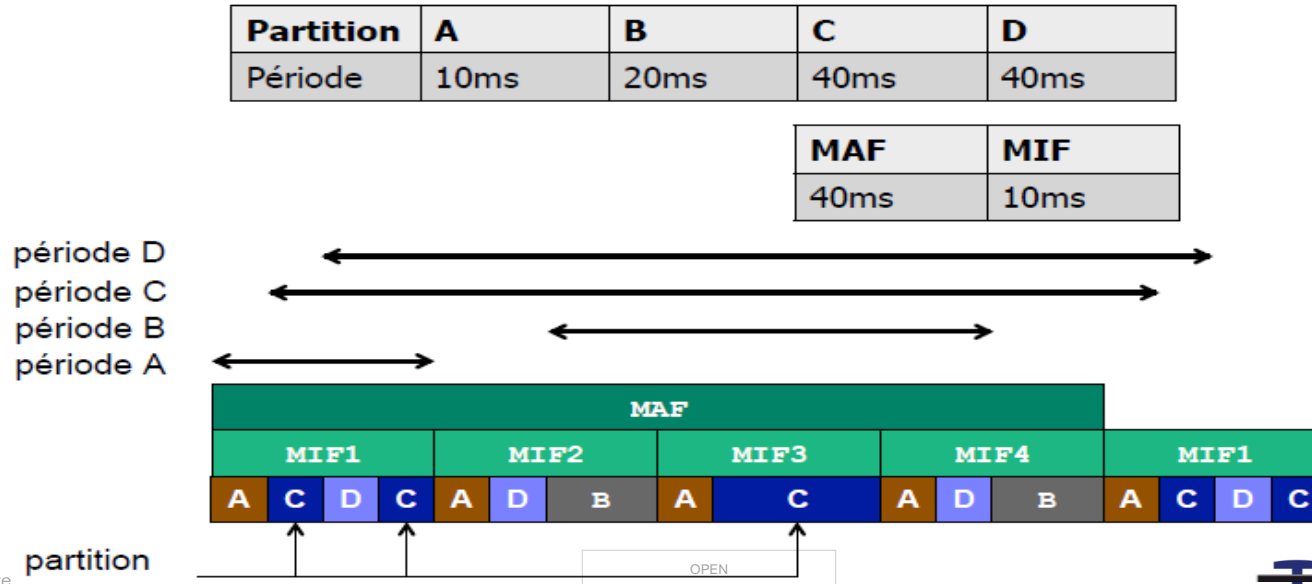 Partition A B C D
Période 10ms 20ms 40ms 40ms
MAF MIF
40ms 10ms
période D
période C
période B
période A
MAF
MIF1 MIF2 MIF3 MIF4 MIF1
A C D C A D B A C A D B A C D C
partition
OPEN